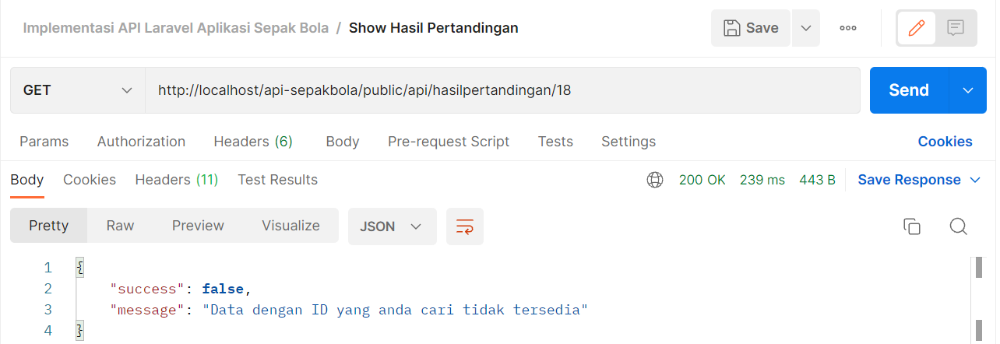 Implementasi API Laravel Aplikasi Sepak Bola / Show Hasil Pertandingan Save
GET http://localhost/api-sepakbola/public/api/hasilpertandingan/18 Send
Params Authorization Headers (6) Body Pre-request Script Tests Settings Cookies
Body Cookies Headers (11) Test Results 200 OK 239 ms 443 B Save Response
Pretty Raw Preview Visualize JSON
1 {
2 "success": false,
3 "message": "Data dengan ID yang anda cari tidak tersedia"
4 }